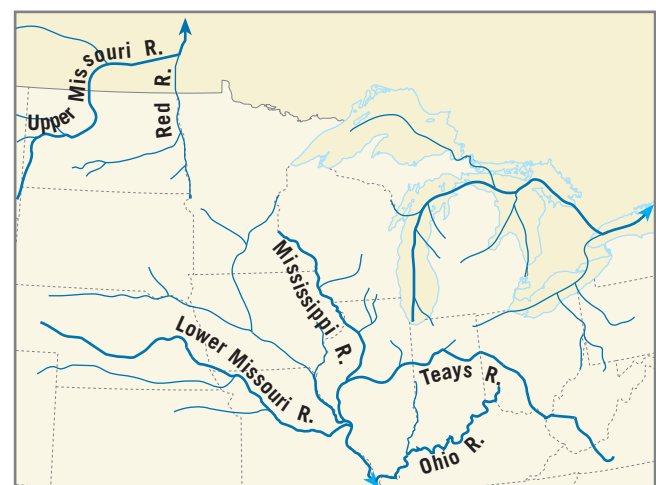 Upper Missouri R.
Red R.
Mississippi R.
Lower Missouri R.
Teays R.
Ohio R.